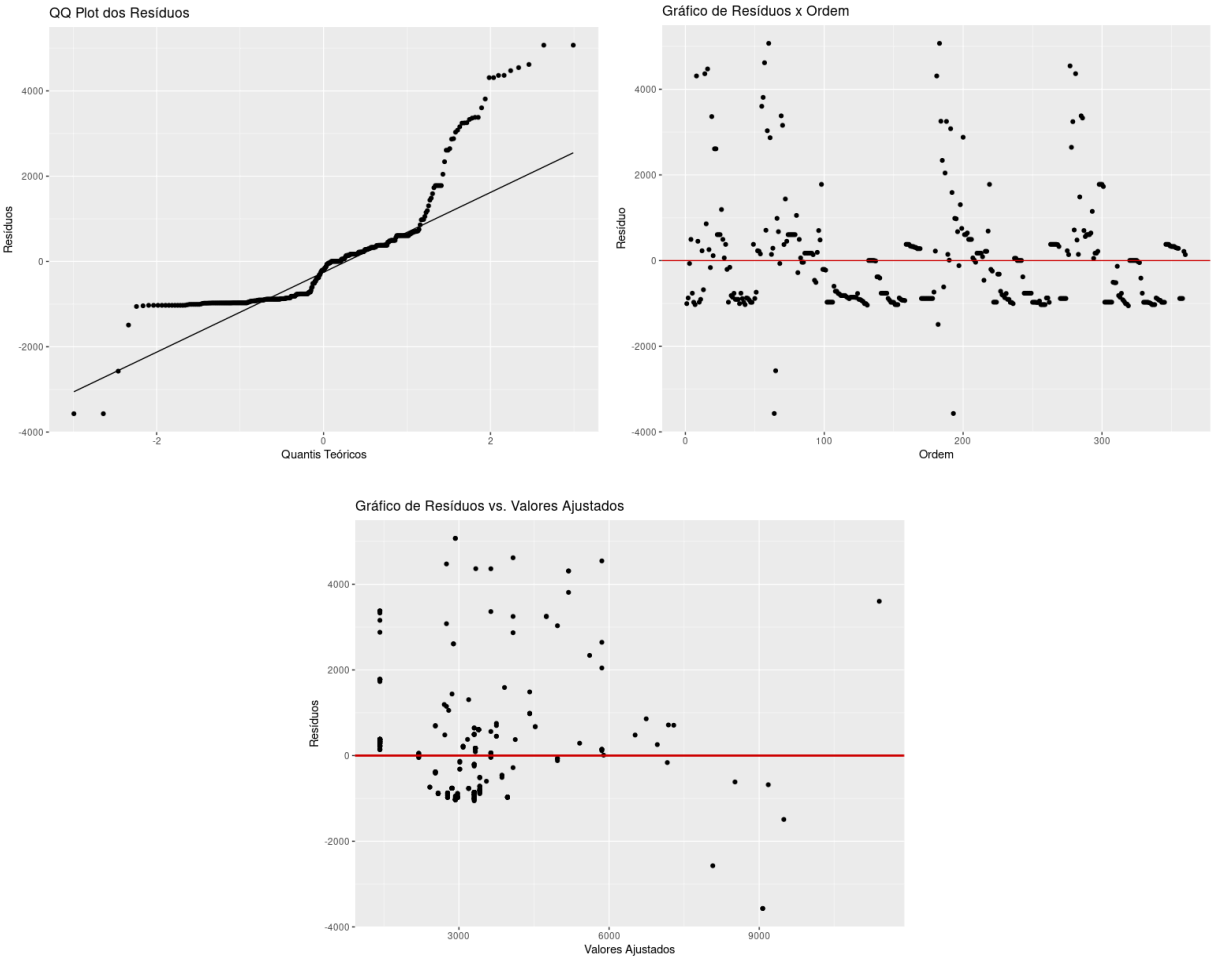 QQ Plot dos Resíduos
4000
2000
0
-2000
-4000
Resíduos
-2
0
2
Quantis Teóricos
Gráfico de Resíduos x Ordem
4000
2000
0
-2000
-4000
Resíduo
0
100
200
300
Ordem
Gráfico de Resíduos vs. Valores Ajustados
4000
2000
0
-2000
-4000
Resíduos
3000
6000
9000
Valores Ajustados